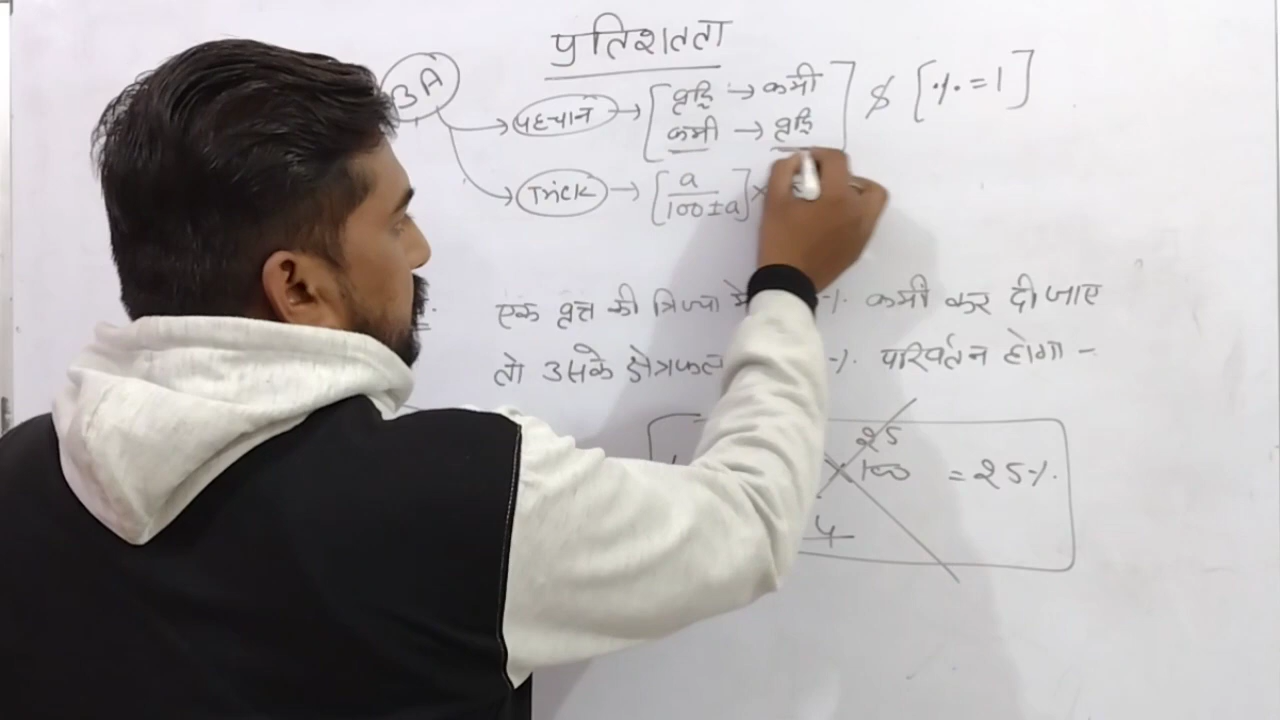 प्रतिशतता
3A
पहचान → [वृद्धि → कमी
कमी → वृद्धि] $ [%=1]
Trick → [a/100±a] ×
एक वृत्त की त्रिज्या में % कमी कर दी जाए
तो उसके क्षेत्रफल % परिवर्तन होगा -
25
100 = 25%.
4